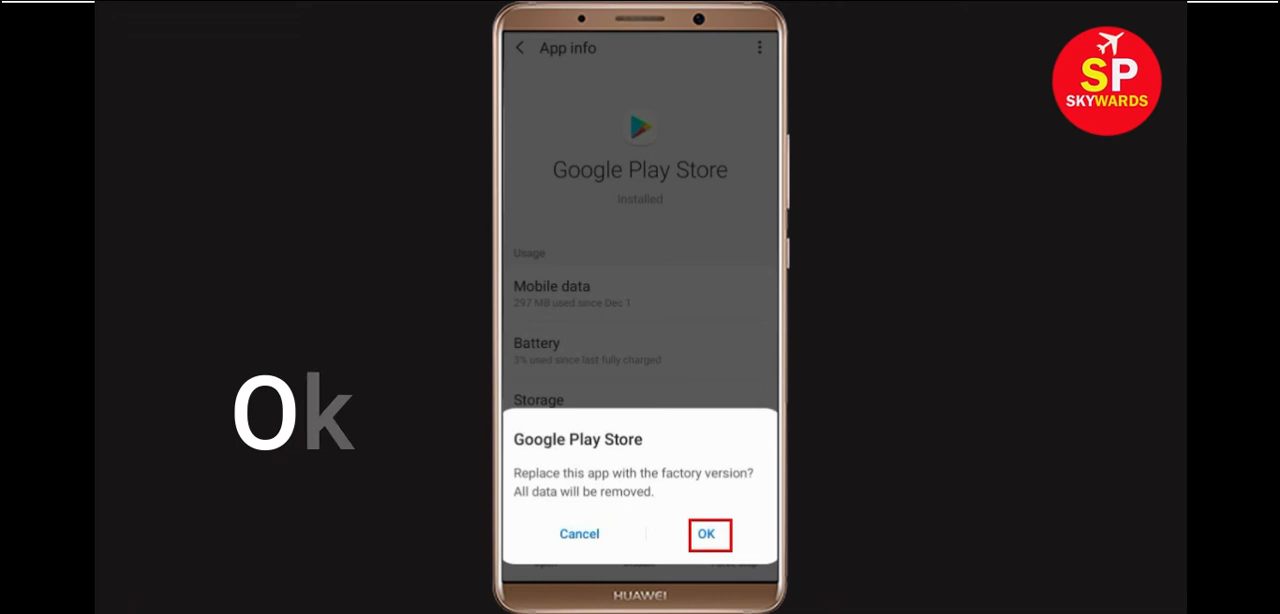 App info
SP
SKYWARDS
Google Play Store
Installed
Usage
Mobile data
297 MB used since Dec 1
Battery
3% used since last fully charged
Storage
Ok
Google Play Store
Replace this app with the factory version?
All data will be removed.
Cancel
OK
HUAWEI